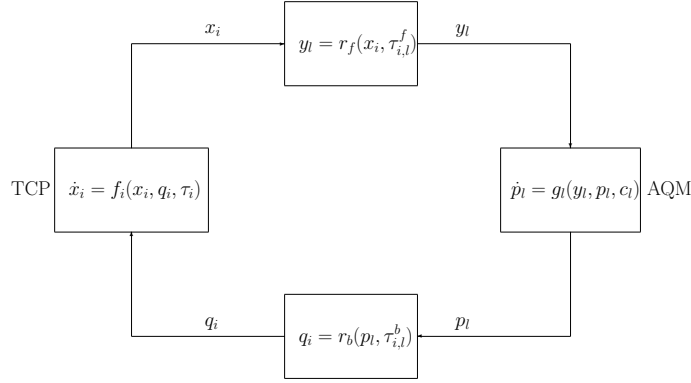 x_i
y_l = r_f(x_i, τ^f_{i,l})
y_l
TCP
ẋ_i = f_i(x_i, q_i, τ_i)
ṗ_l = g_l(y_l, p_l, c_l)
AQM
q_i
q_i = r_b(p_l, τ^b_{i,l})
p_l